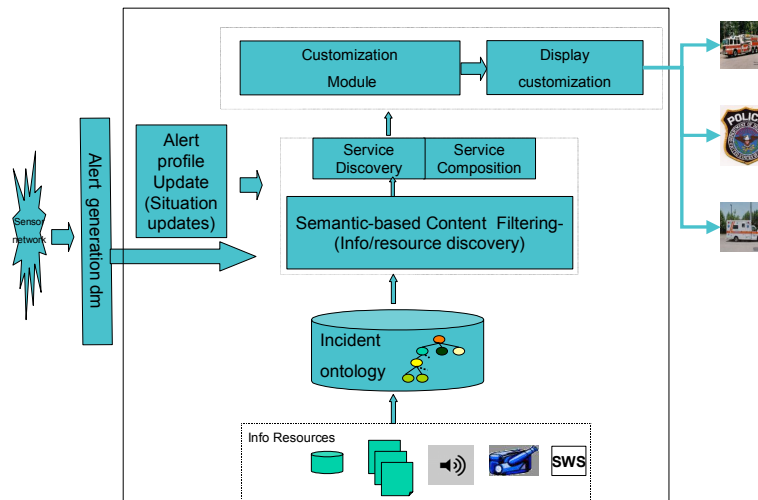 Customization
Module
Display
customization
Service
Discovery
Service
Composition
Alert
profile
Update
(Situation
updates)
Semantic-based Content Filtering-
(Info/resource discovery)
Sensor
network
Alert generation dm
Incident
ontology
Info Resources
SWS
POLICE